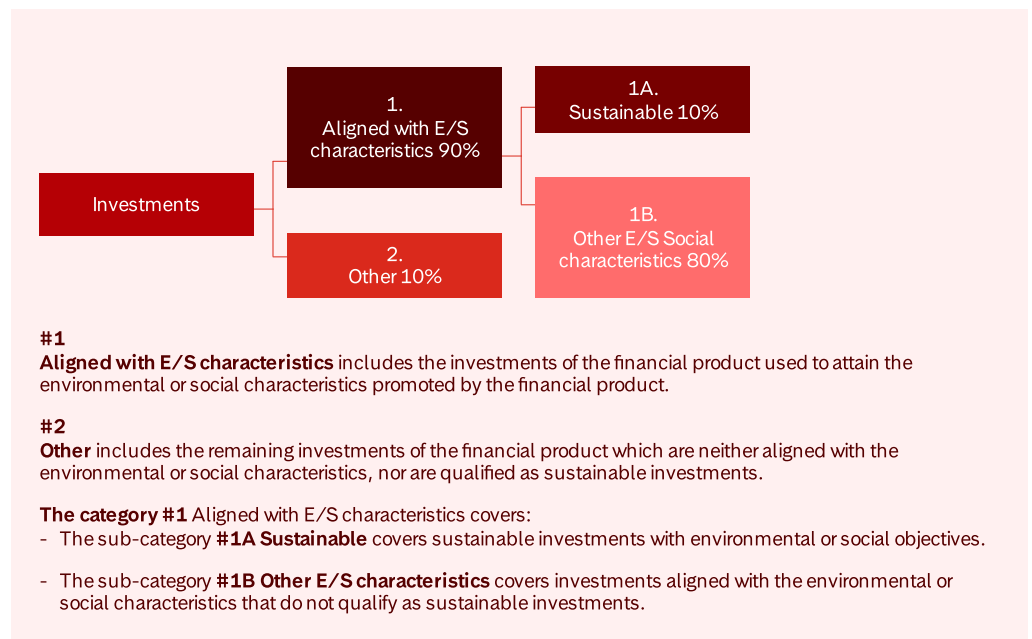 1.
Aligned with E/S
characteristics 90%
1A.
Sustainable 10%
Investments
1B.
Other E/S Social
characteristics 80%
2.
Other 10%
#1
Aligned with E/S characteristics includes the investments of the financial product used to attain the
environmental or social characteristics promoted by the financial product.
#2
Other includes the remaining investments of the financial product which are neither aligned with the
environmental or social characteristics, nor are qualified as sustainable investments.
The category #1 Aligned with E/S characteristics covers:
- The sub-category #1A Sustainable covers sustainable investments with environmental or social objectives.
- The sub-category #1B Other E/S characteristics covers investments aligned with the environmental or
social characteristics that do not qualify as sustainable investments.